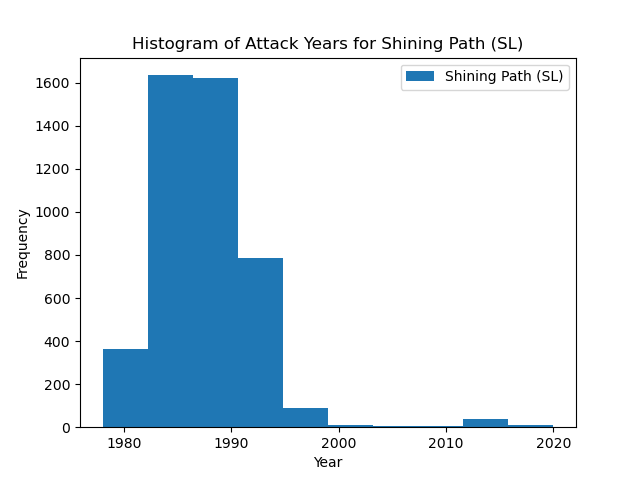 Histogram of Attack Years for Shining Path (SL)
Shining Path (SL)
1600
1400
1200
1000
800
600
400
200
0
Frequency
1980 1990 2000 2010 2020
Year